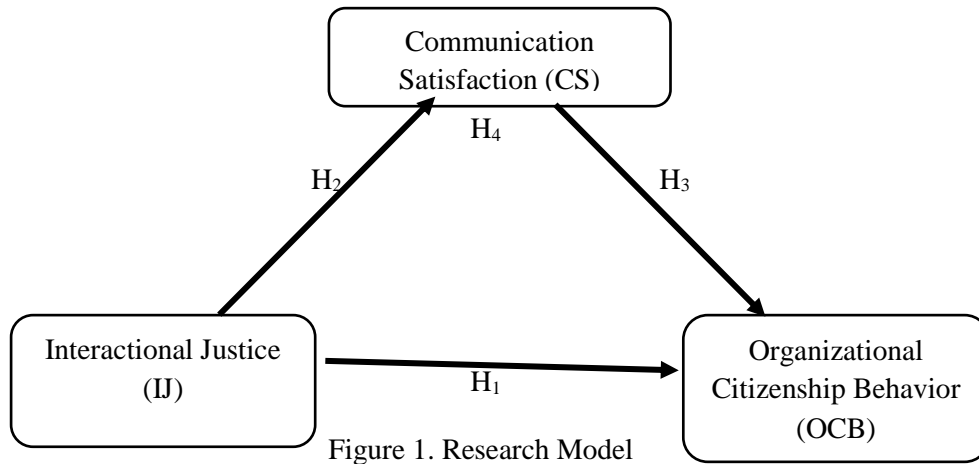 Communication
Satisfaction (CS)
H₄
H₂
H₃
Interactional Justice
(IJ)
H₁
Organizational
Citizenship Behavior
(OCB)
Figure 1. Research Model